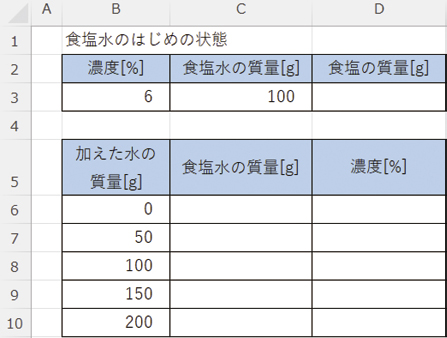 A B C D
1 食塩水のはじめの状態
2 濃度[%] 食塩水の質量[g] 食塩の質量[g]
3 6 100
4
加えた水の
5 質量[g] 食塩水の質量[g] 濃度[%]
6 0
7 50
8 100
9 150
10 200